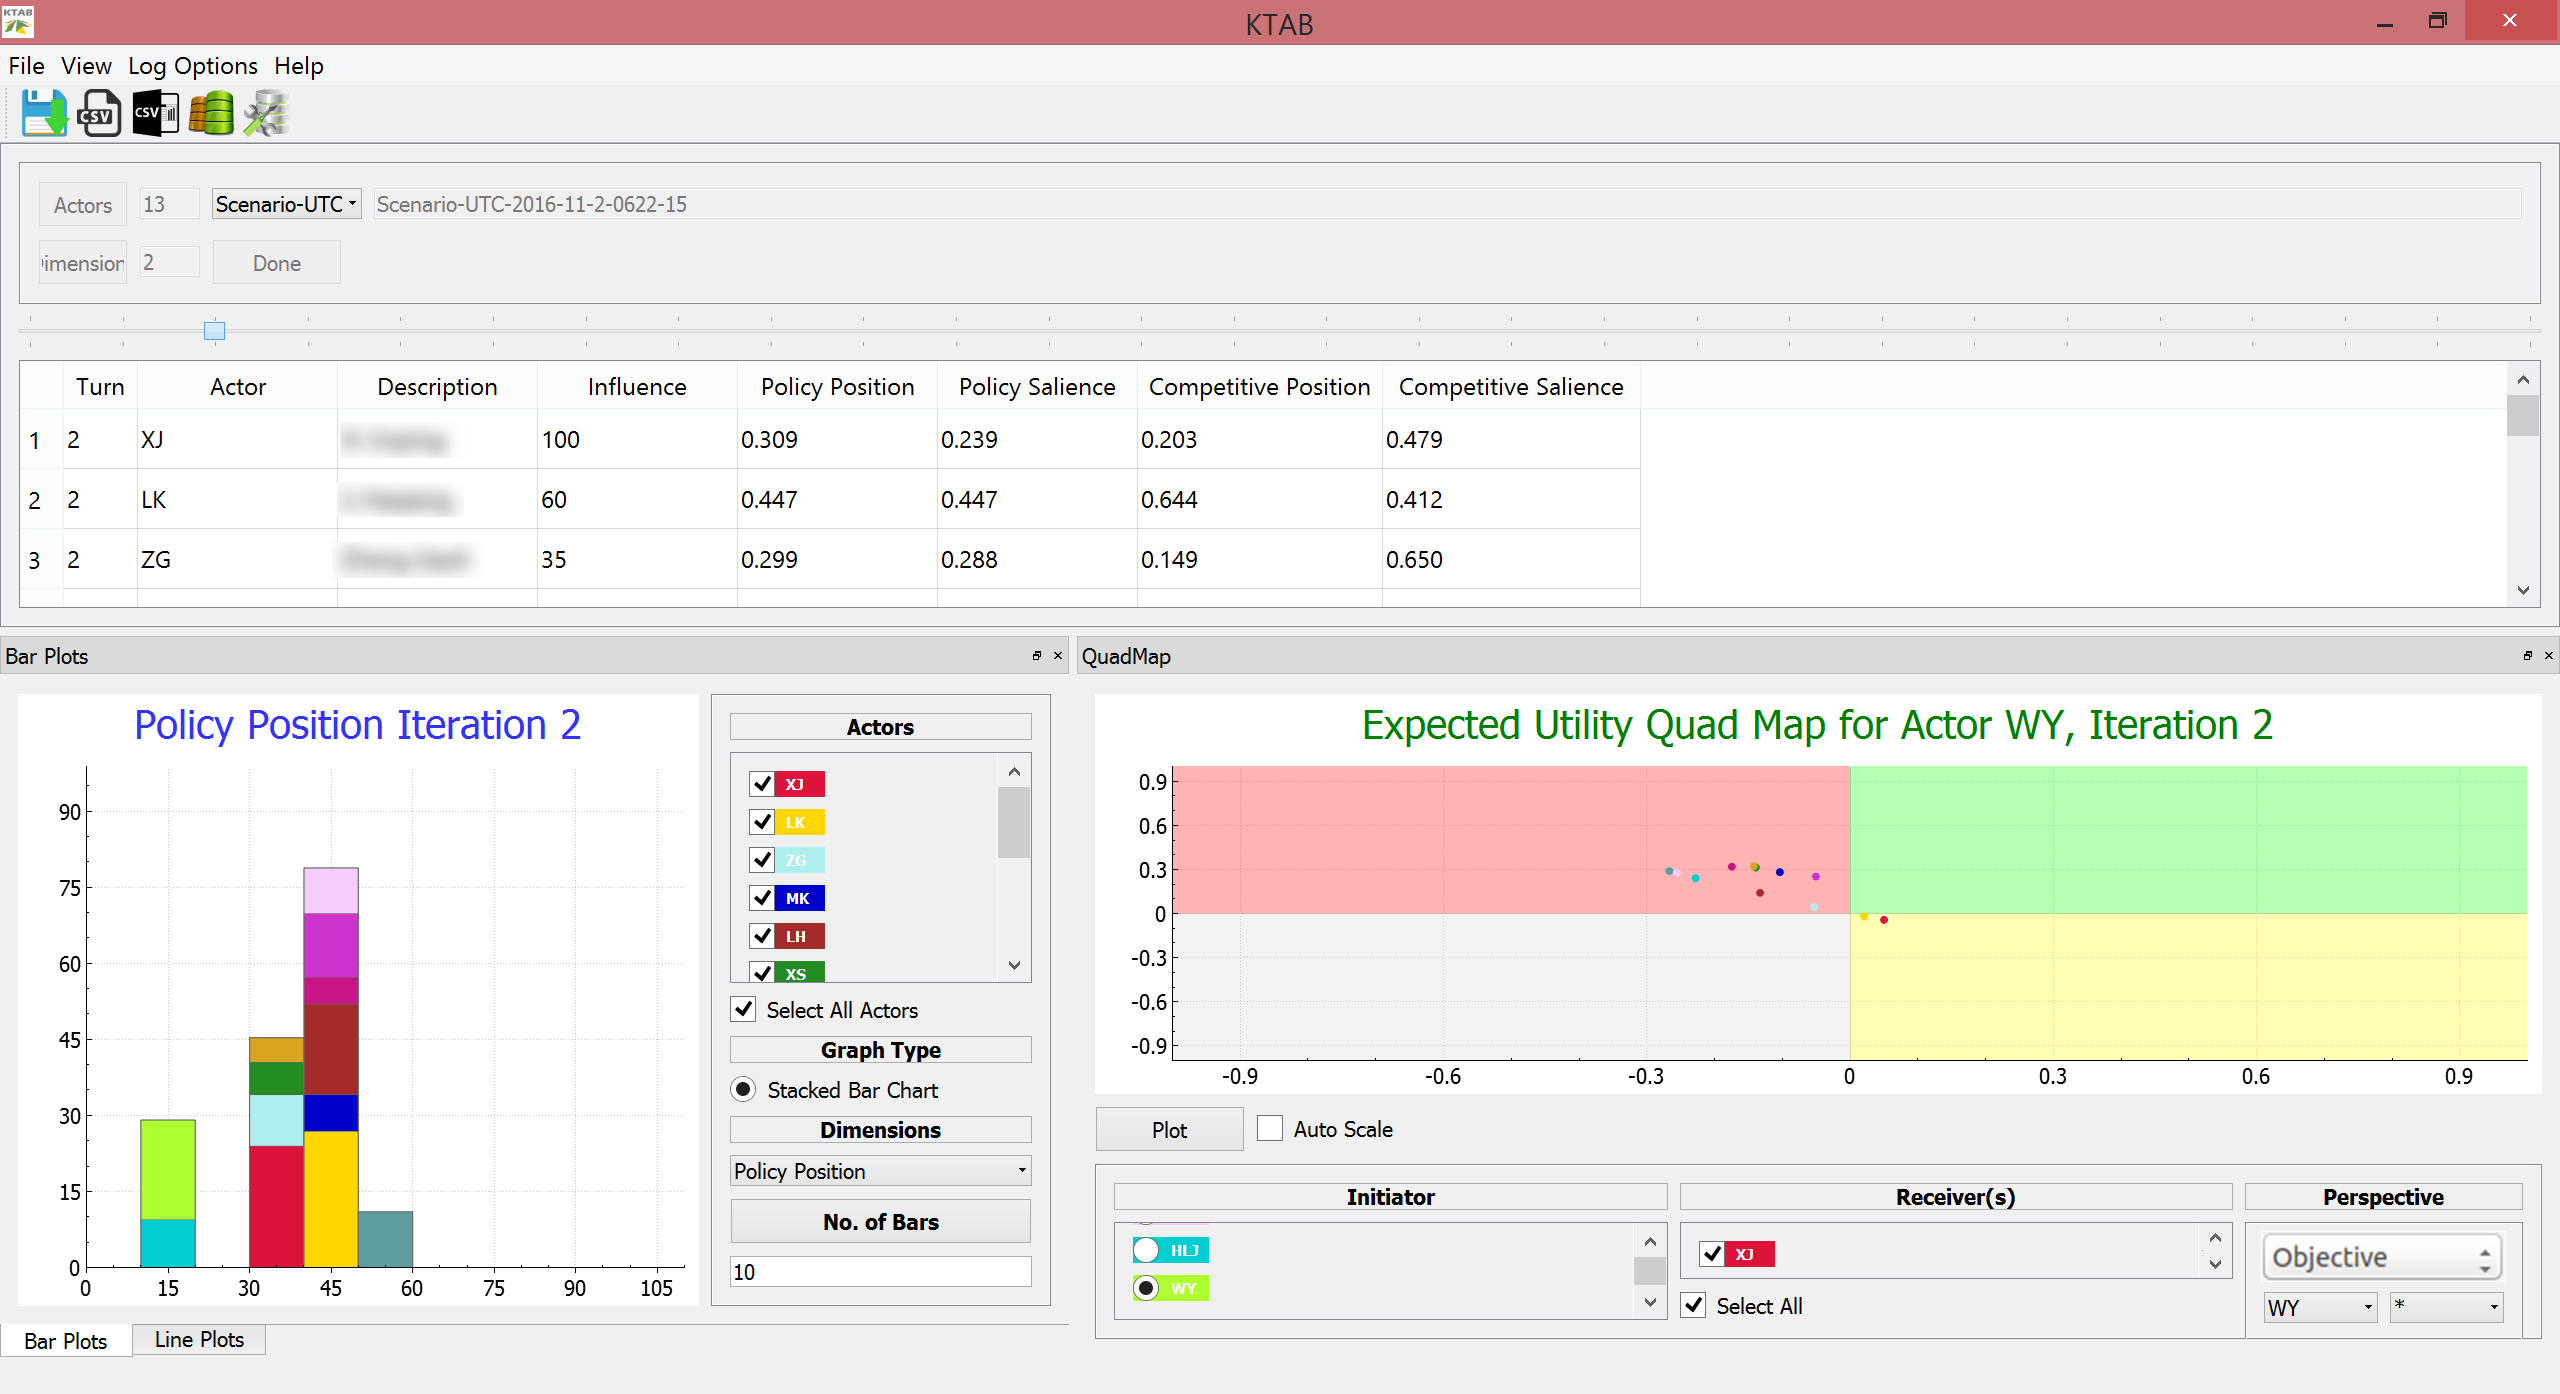 KTAB
KTAB
File View Log Options Help
CSV CSV
Actors 13 Scenario-UTC Scenario-UTC-2016-11-2-0622-15
imension 2 Done
Turn Actor Description Influence Policy Position Policy Salience Competitive Position Competitive Salience
1 2 XJ 100 0.309 0.239 0.203 0.479
2 2 LK 60 0.447 0.447 0.644 0.412
3 2 ZG 35 0.299 0.288 0.149 0.650
Bar Plots
Policy Position Iteration 2
90
75
60
45
30
15
0
0 15 30 45 60 75 90 105
Actors
XJ
LK
ZG
MK
LH
XS
Select All Actors
Graph Type
Stacked Bar Chart
Dimensions
Policy Position
No. of Bars
10
Bar Plots Line Plots
QuadMap
Expected Utility Quad Map for Actor WY, Iteration 2
0.9
0.6
0.3
0
-0.3
-0.6
-0.9
-0.9 -0.6 -0.3 0 0.3 0.6 0.9
Plot Auto Scale
Initiator
HLJ
WY
Receiver(s)
XJ
Select All
Perspective
Objective
WY *